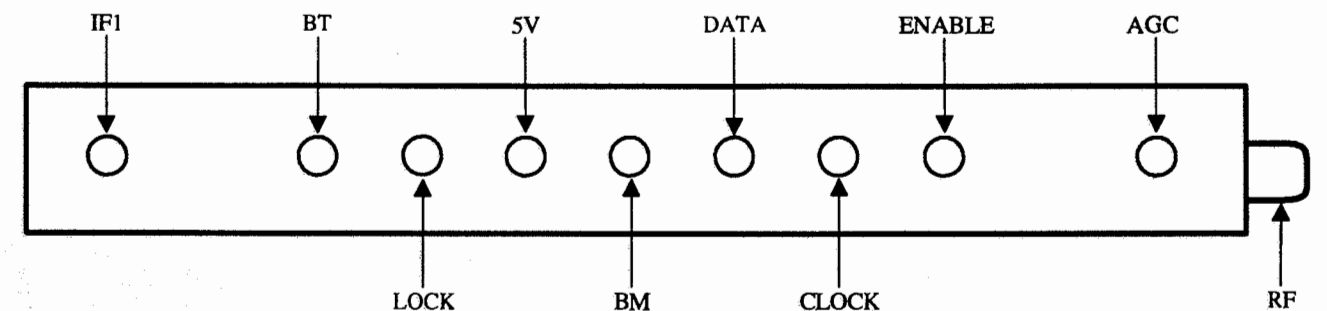 IF1 BT 5V DATA ENABLE AGC
LOCK BM CLOCK RF